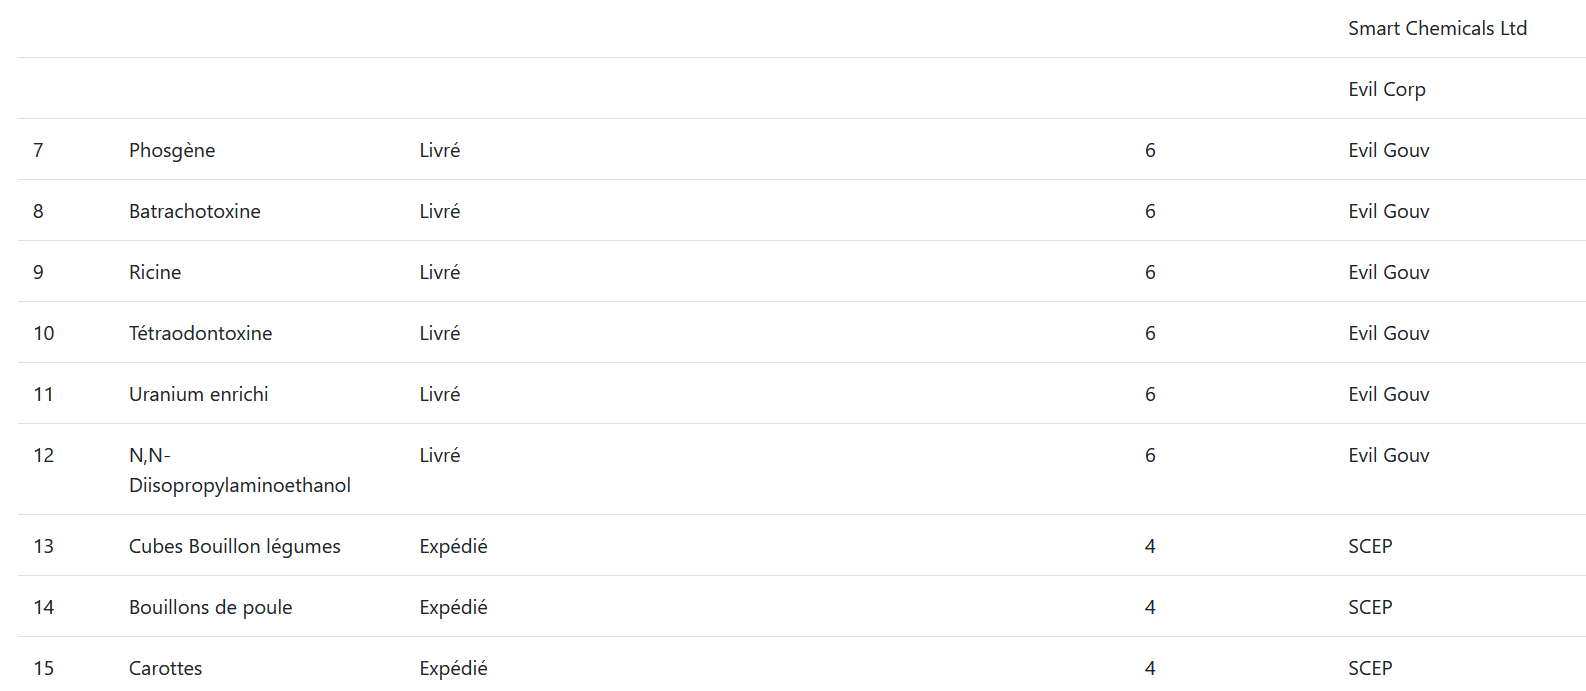 Smart Chemicals Ltd
Evil Corp
7 Phosgène Livré 6 Evil Gouv
8 Batrachotoxine Livré 6 Evil Gouv
9 Ricine Livré 6 Evil Gouv
10 Tétraodontoxine Livré 6 Evil Gouv
11 Uranium enrichi Livré 6 Evil Gouv
12 N,N- Livré 6 Evil Gouv
Diisopropylaminoethanol
13 Cubes Bouillon légumes Expédié 4 SCEP
14 Bouillons de poule Expédié 4 SCEP
15 Carottes Expédié 4 SCEP